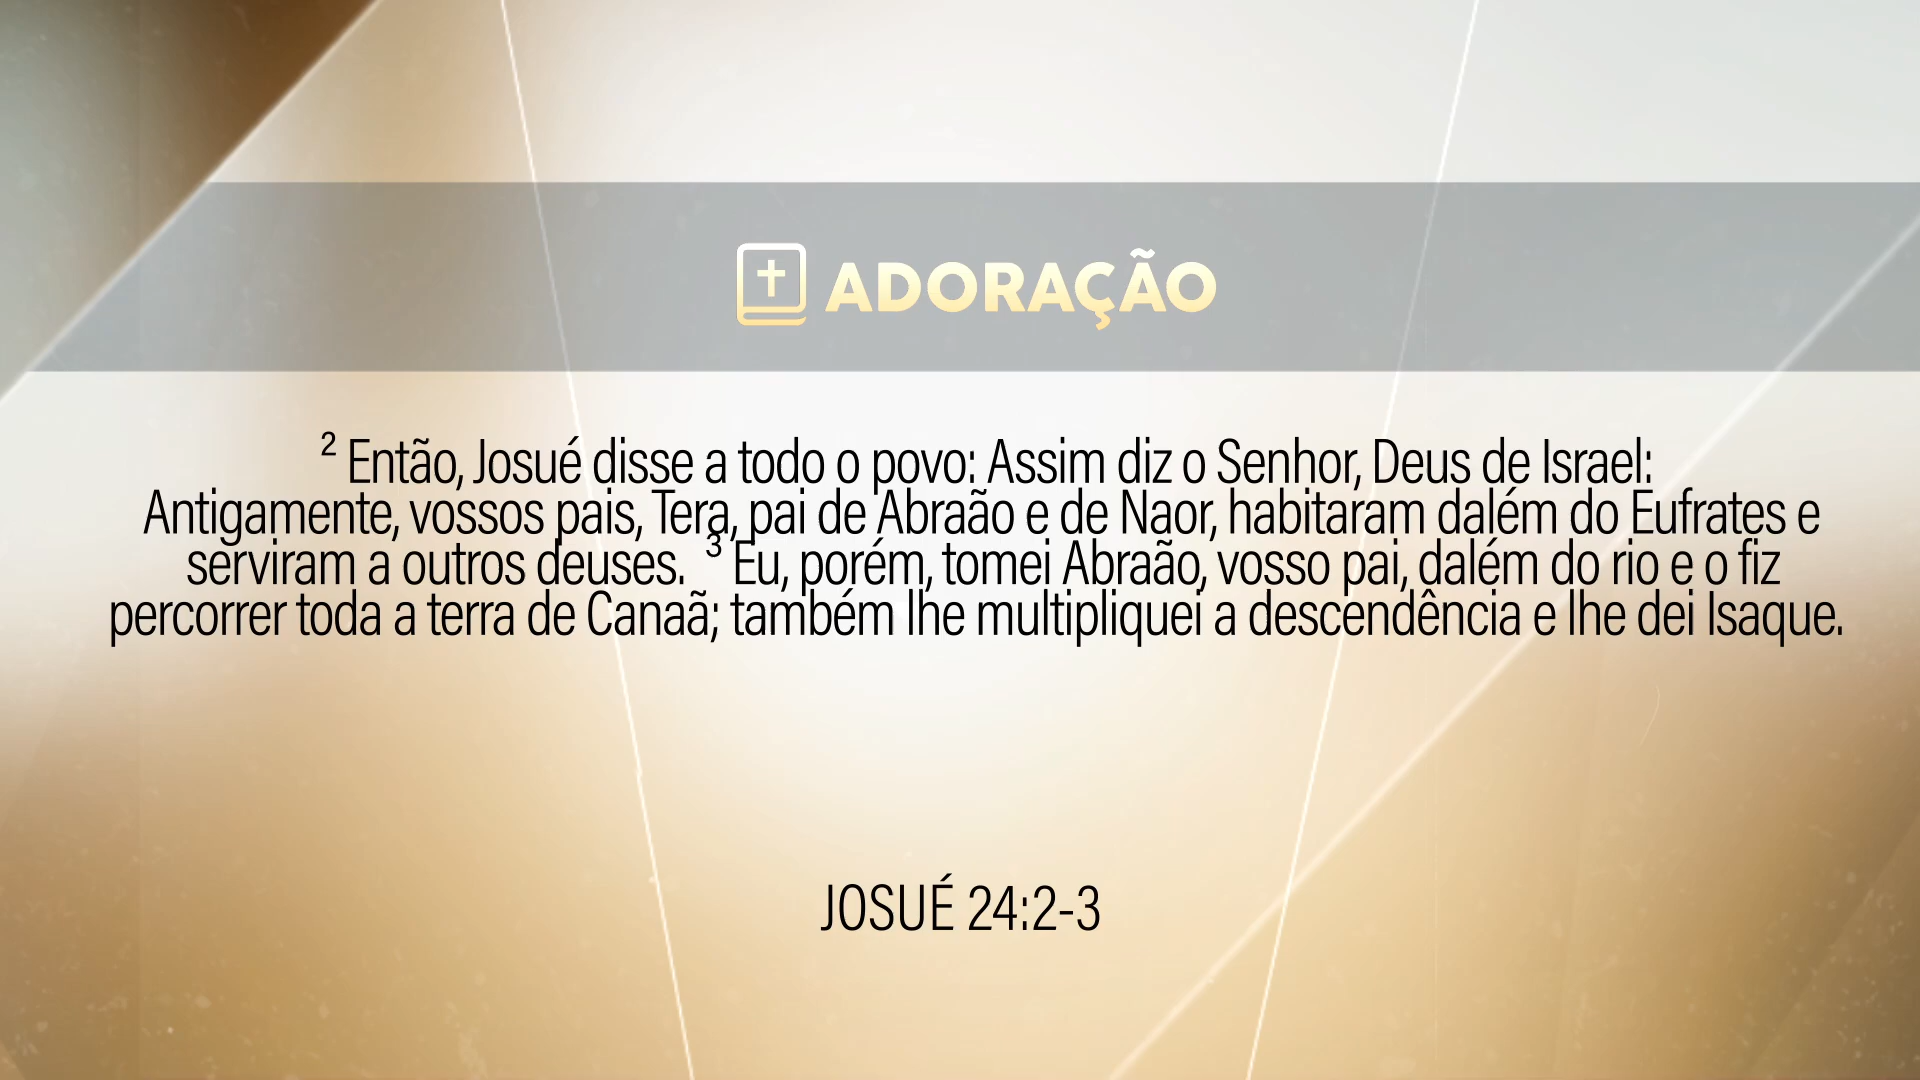 ADORAÇÃO
² Então, Josué disse a todo o povo: Assim diz o Senhor, Deus de Israel:
Antigamente, vossos pais, Tera, pai de Abraão e de Naor, habitaram dalém do Eufrates e
serviram a outros deuses. ³ Eu, porém, tomei Abraão, vosso pai, dalém do rio e o fiz
percorrer toda a terra de Canaã; também lhe multipliquei a descendência e lhe dei Isaque.
JOSUÉ 24:2-3